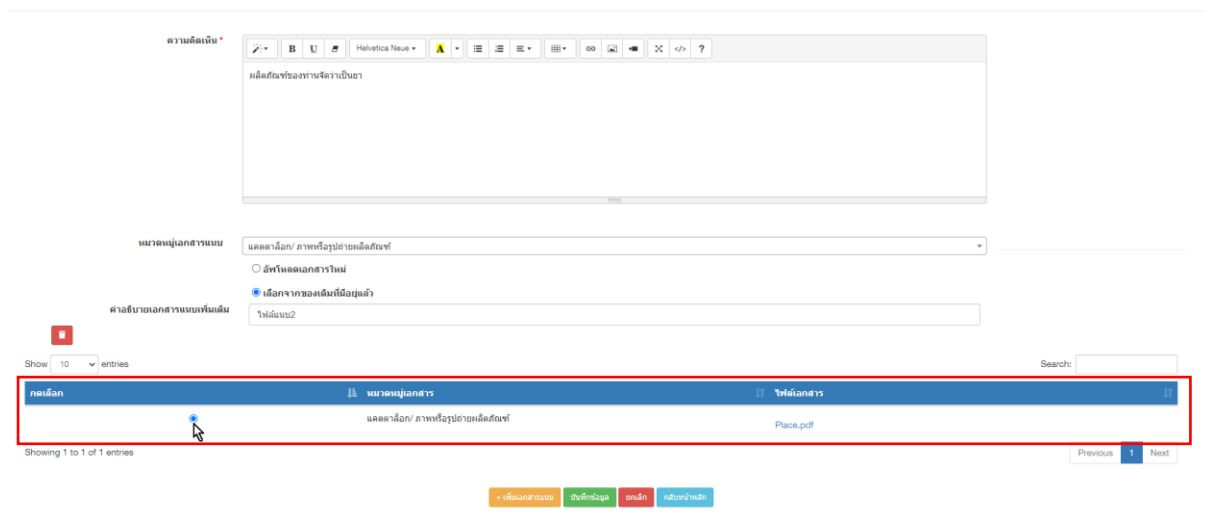 ความคิดเห็น *
B U Helvetica Neue A </> ?
ผลิตภัณฑ์ของท่านจัดว่าเป็นยา
หมวดหมู่เอกสารแนบ
แคตตาล็อก/ ภาพหรือรูปถ่ายผลิตภัณฑ์
อัพโหลดเอกสารใหม่
เลือกจากของเดิมที่มีอยู่แล้ว
คำอธิบายเอกสารแนบเพิ่มเติม
ไฟล์แนบ2
Show 10 entries
Search:
กดเลือก หมวดหมู่เอกสาร ไฟล์เอกสาร
แคตตาล็อก/ ภาพหรือรูปถ่ายผลิตภัณฑ์
Place.pdf
Showing 1 to 1 of 1 entries
Previous 1 Next
+ เพิ่มเอกสารแนบ บันทึกข้อมูล ยกเลิก กลับหน้าหลัก